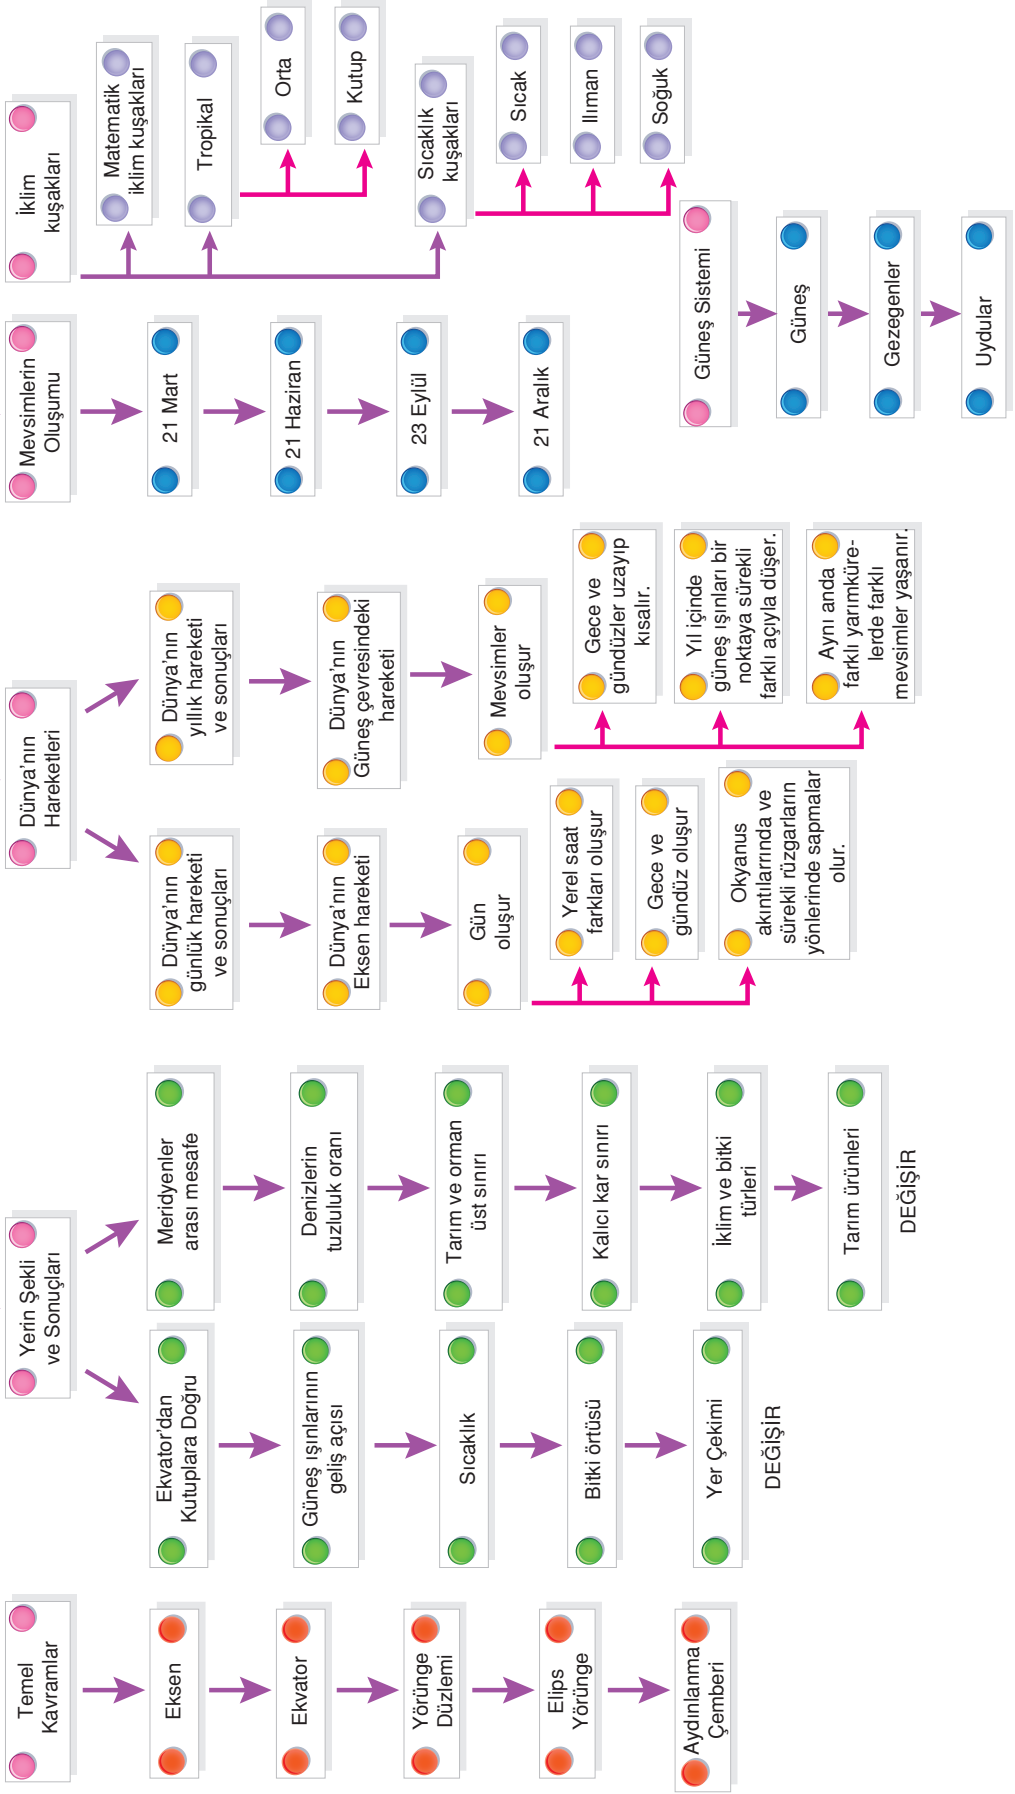 Temel
Kavramlar
Eksen
Ekvator
Yörünge
Düzlemi
Elips
Yörünge
Aydınlanma
Çemberi
Yerin Şekli
ve Sonuçları
Ekvator’dan
Kutuplara Doğru
Güneş ışınlarının
geliş açısı
Sıcaklık
Bitki örtüsü
Yer Çekimi
DEĞİŞİR
Meridyenler
arası mesafe
Denizlerin
tuzluluk oranı
Tarım ve orman
üst sınırı
Kalıcı kar sınırı
İklim ve bitki
türleri
Tarım ürünleri
DEĞİŞİR
Dünya’nın
Hareketleri
Dünya’nın
günlük hareketi
ve sonuçları
Dünya’nın
Eksen hareketi
Gün
oluşur
Yerel saat
farkları oluşur
Gece ve
gündüz oluşur
Okyanus
akıntılarında ve
sürekli rüzgarların
yönlerinde sapmalar
olur.
Dünya’nın
yıllık hareketi
ve sonuçları
Dünya’nın
Güneş çevresindeki
hareketi
Mevsimler
oluşur
Gece ve
gündüzler uzayıp
kısalır.
Yıl içinde
güneş ışınları bir
noktaya sürekli
farklı açıyla düşer.
Aynı anda
farklı yarımküre-
lerde farklı
mevsimler yaşanır.
Mevsimlerin
Oluşumu
21 Mart
21 Haziran
23 Eylül
21 Aralık
İklim
kuşakları
Matematik
iklim kuşakları
Tropikal
Orta
Kutup
Sıcaklık
kuşakları
Sıcak
Ilıman
Soğuk
Güneş Sistemi
Güneş
Gezegenler
Uydular